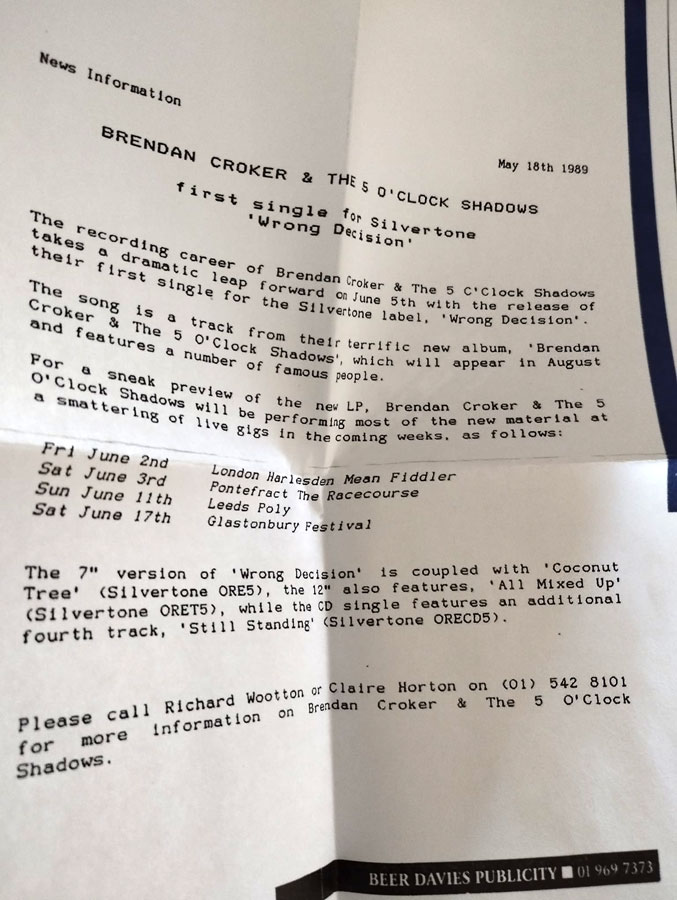 News Information
May 18th 1989
BRENDAN CROKER & THE 5 O'CLOCK SHADOWS
first single for Silvertone
'Wrong Decision'
The recording career of Brendan Croker & The 5 C'Clock Shadows
takes a dramatic leap forward on June 5th with the release of
their first single for the Silvertone label, 'Wrong Decision'.
The song is a track from their terrific new album, 'Brendan
Croker & The 5 O'Clock Shadows', which will appear in August
and features a number of famous people.
For a sneak preview of the new LP, Brendan Croker & The 5
O'Clock Shadows will be performing most of the new material at
a smattering of live gigs in the coming weeks, as follows:
Fri June 2nd London Harlesden Mean Fiddler
Sat June 3rd Pontefract The Racecourse
Sun June 11th Leeds Poly
Sat June 17th Glastonbury Festival
The 7" version of 'Wrong Decision' is coupled with 'Coconut
Tree' (Silvertone ORE5), the 12" also features, 'All Mixed Up'
(Silvertone ORET5), while the CD single features an additional
fourth track, 'Still Standing' (Silvertone ORECD5).
Please call Richard Wootton or Claire Horton on (01) 542 8101
for more information on Brendan Croker & The 5 O'Clock
Shadows.
BEER DAVIES PUBLICITY ■ 01 969 7373